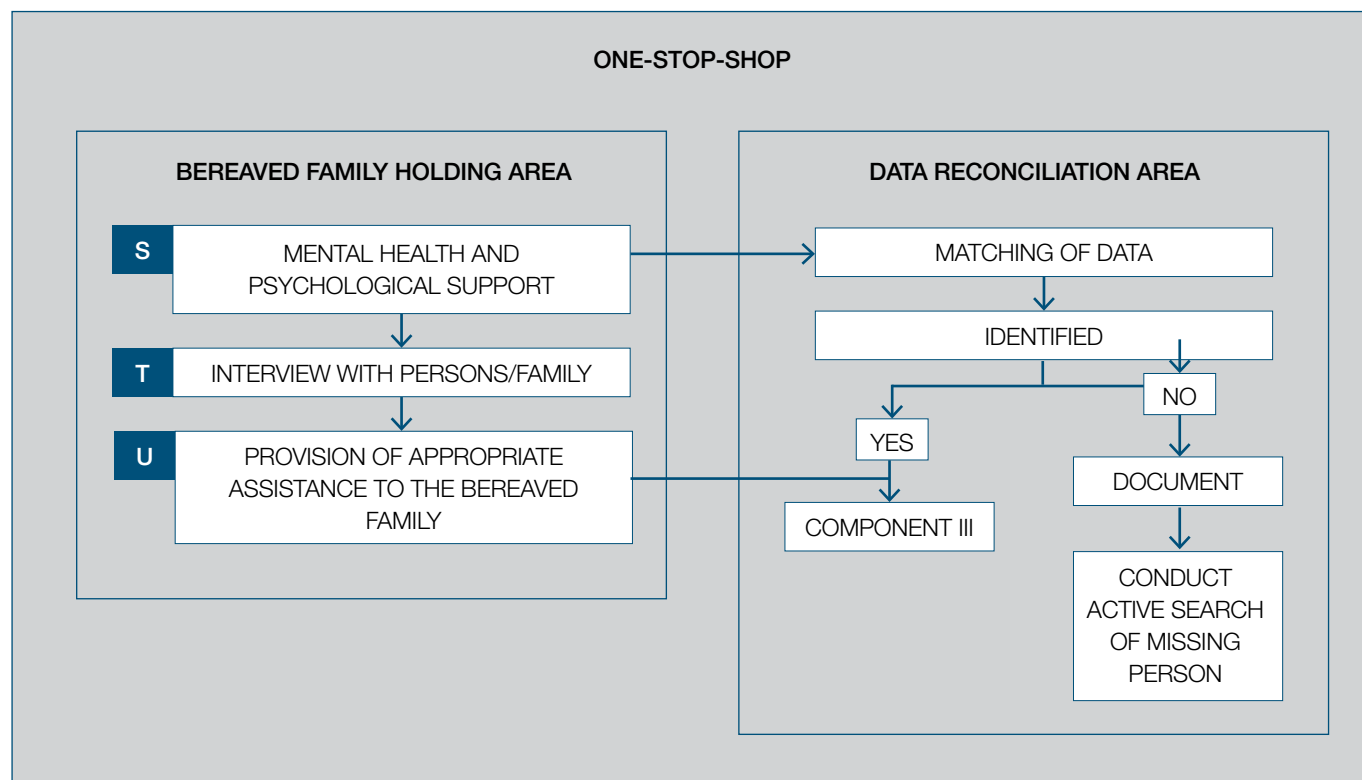 ONE-STOP-SHOP
BEREAVED FAMILY HOLDING AREA
S
MENTAL HEALTH AND
PSYCHOLOGICAL SUPPORT
T
INTERVIEW WITH PERSONS/FAMILY
U
PROVISION OF APPROPRIATE
ASSISTANCE TO THE BEREAVED
FAMILY
DATA RECONCILIATION AREA
MATCHING OF DATA
IDENTIFIED
YES
NO
COMPONENT III
DOCUMENT
CONDUCT
ACTIVE SEARCH
OF MISSING
PERSON